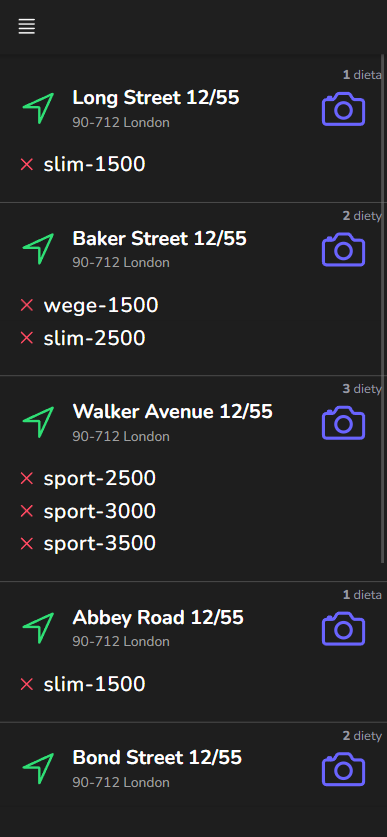 1 dieta
Long Street 12/55
90-712 London
slim-1500
2 diety
Baker Street 12/55
90-712 London
wege-1500
slim-2500
3 diety
Walker Avenue 12/55
90-712 London
sport-2500
sport-3000
sport-3500
1 dieta
Abbey Road 12/55
90-712 London
slim-1500
2 diety
Bond Street 12/55
90-712 London